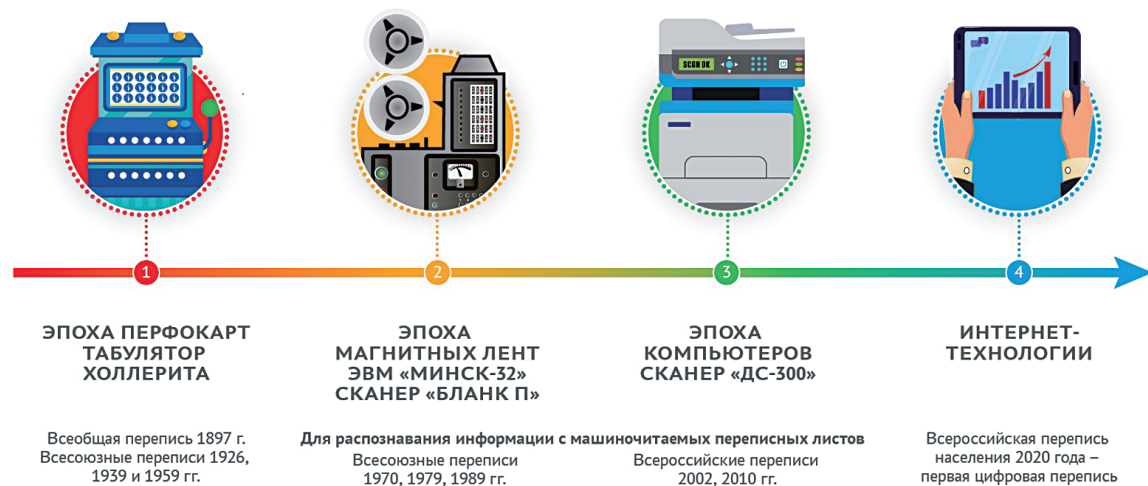 SCAN OK
1
2
3
4
ЭПОХА ПЕРФОКАРТ
ТАБУЛЯТОР
ХОЛЛЕРИТА
Всеобщая перепись 1897 г.
Всесоюзные переписи 1926,
1939 и 1959 гг.
ЭПОХА
МАГНИТНЫХ ЛЕНТ
ЭВМ «МИНСК-32»
СКАНЕР «БЛАНК П»
ЭПОХА
КОМПЬЮТЕРОВ
СКАНЕР «ДС-300»
Для распознавания информации с машиночитаемых переписных листов
Всесоюзные переписи
1970, 1979, 1989 гг.
Всероссийские переписи
2002, 2010 гг.
ИНТЕРНЕТ-
ТЕХНОЛОГИИ
Всероссийская перепись
населения 2020 года –
первая цифровая перепись